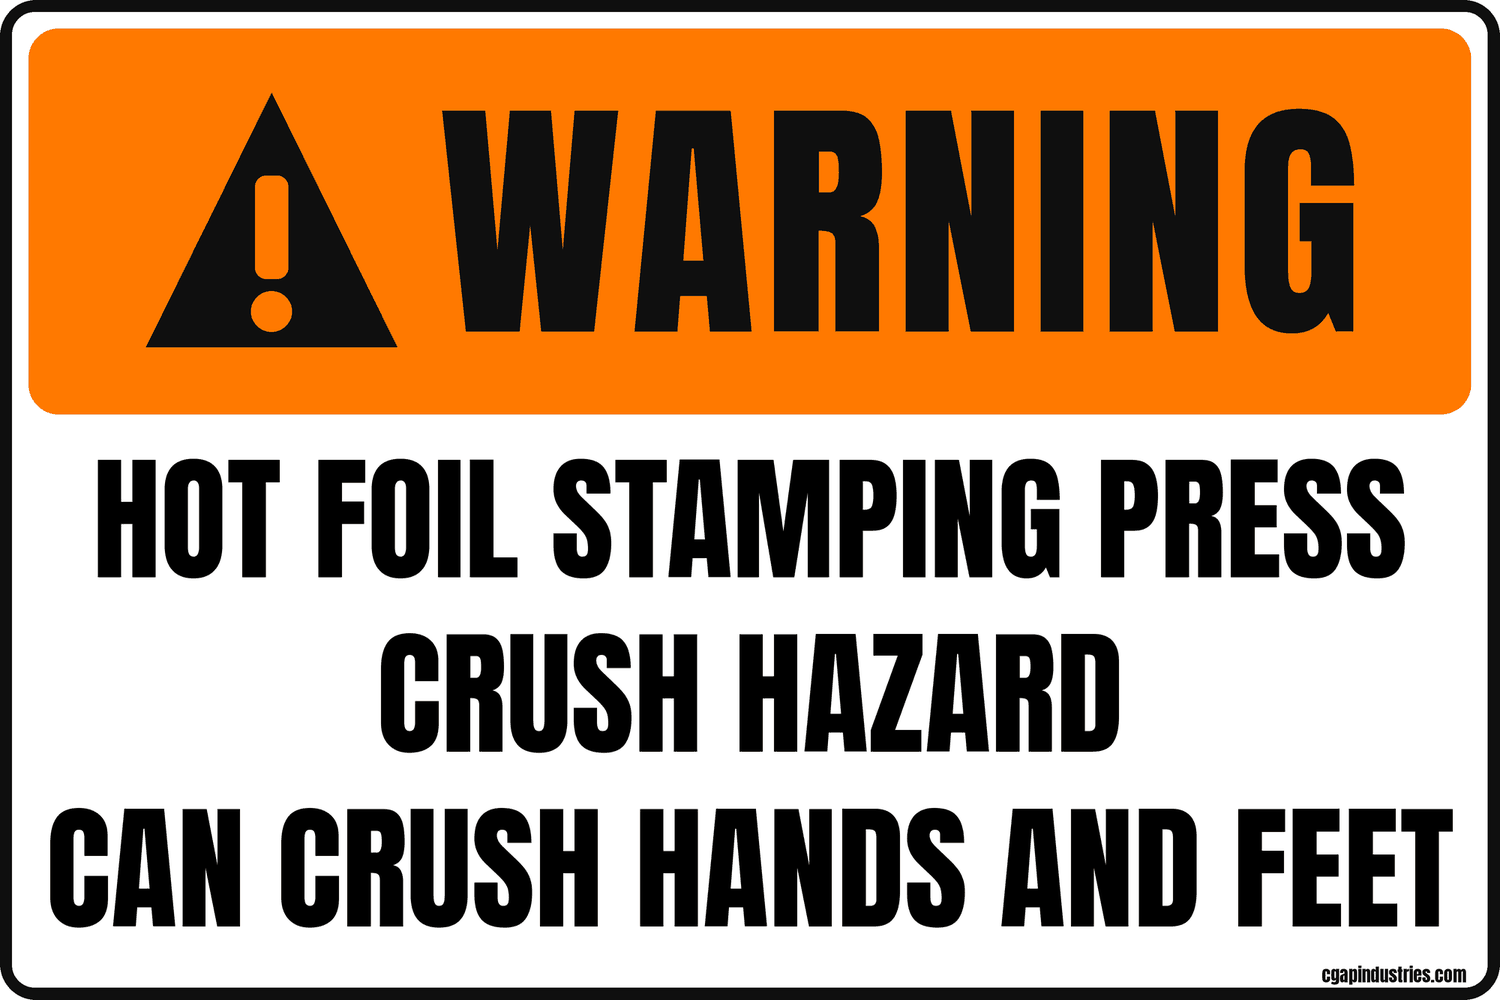 WARNING
HOT FOIL STAMPING PRESS
CRUSH HAZARD
CAN CRUSH HANDS AND FEET
cgapindustries.com